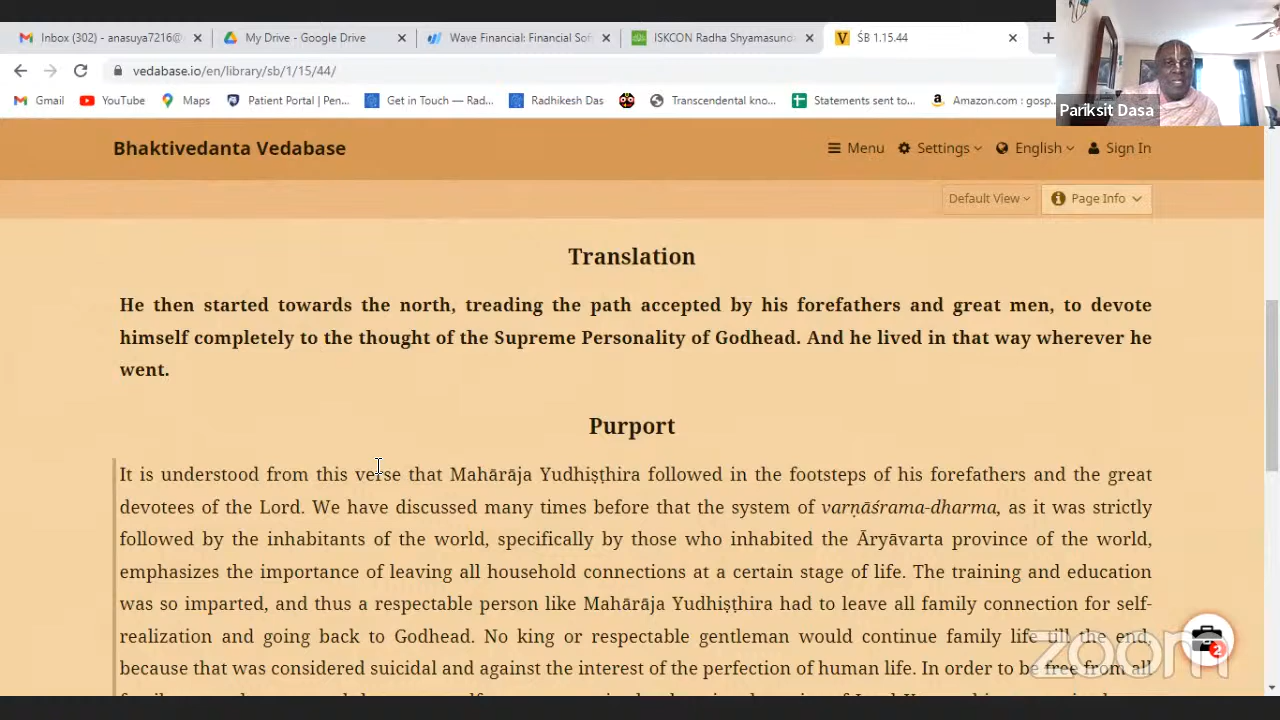 Inbox (302) - anasuya7216@
My Drive - Google Drive
Wave Financial: Financial Sof
ISKCON Radha Shyamasund
ŚB 1.15.44
vedabase.io/en/library/sb/1/15/44/
Gmail
YouTube
Maps
Patient Portal | Pen...
Get in Touch — Rad...
Radhikesh Das
Transcendental kno...
Statements sent to...
Amazon.com : gosp...
Pariksit Dasa
Bhaktivedanta Vedabase
Menu
Settings
English
Sign In
Default View
Page Info
Translation
He then started towards the north, treading the path accepted by his forefathers and great men, to devote
himself completely to the thought of the Supreme Personality of Godhead. And he lived in that way wherever he
went.
Purport
It is understood from this verse that Mahārāja Yudhiṣṭhira followed in the footsteps of his forefathers and the great
devotees of the Lord. We have discussed many times before that the system of varṇāśrama-dharma, as it was strictly
followed by the inhabitants of the world, specifically by those who inhabited the Āryāvarta province of the world,
emphasizes the importance of leaving all household connections at a certain stage of life. The training and education
was so imparted, and thus a respectable person like Mahārāja Yudhiṣṭhira had to leave all family connection for self-
realization and going back to Godhead. No king or respectable gentleman would continue family life till the end,
because that was considered suicidal and against the interest of the perfection of human life. In order to be free from all
2
zoom